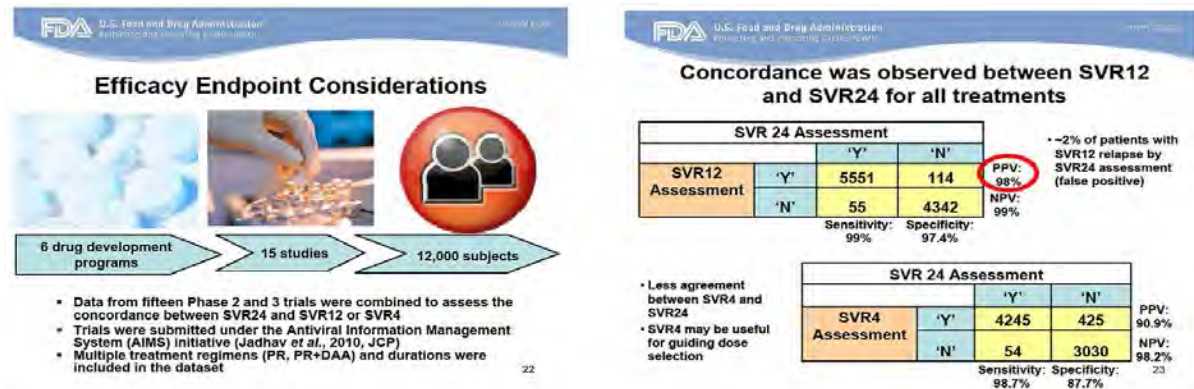 FDA U.S. Food and Drug Administration
Efficacy Endpoint Considerations
6 drug development
programs
15 studies
12,000 subjects
• Data from fifteen Phase 2 and 3 trials were combined to assess the
concordance between SVR24 and SVR12 or SVR4
• Trials were submitted under the Antiviral Information Management
System (AIMS) initiative (Jadhav et al., 2010, JCP)
• Multiple treatment regimens (PR, PR+DAA) and durations were
included in the dataset
22
FDA U.S. Food and Drug Administration
Concordance was observed between SVR12
and SVR24 for all treatments
SVR 24 Assessment
'Y' 'N'
SVR12
Assessment
'Y' 5551 114
PPV:
98%
'N' 55 4342
NPV:
99%
Sensitivity:
99%
Specificity:
97.4%
• ~2% of patients with
SVR12 relapse by
SVR24 assessment
(false positive)
• Less agreement
between SVR4 and
SVR24
• SVR4 may be useful
for guiding dose
selection
SVR 24 Assessment
'Y' 'N'
SVR4
Assessment
'Y' 4245 425
PPV:
90.9%
'N' 54 3030
NPV:
98.2%
Sensitivity:
98.7%
Specificity:
87.7%
23